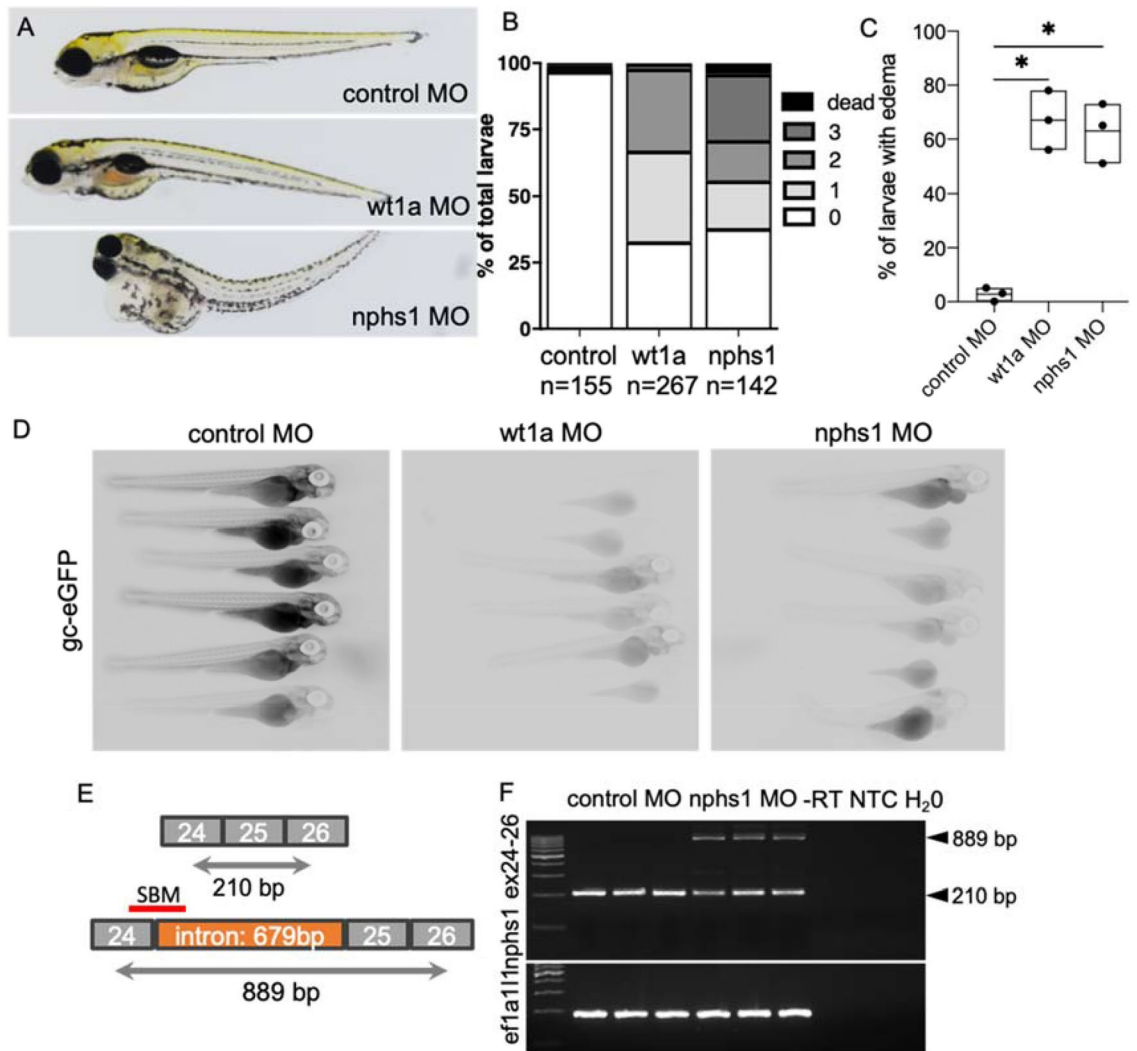 A
control MO
wt1a MO
nphs1 MO
B
% of total larvae
100
75
50
25
0
control
n=155
wt1a
n=267
nphs1
n=142
dead
3
2
1
0
C
% of larvae with edema
100
80
60
40
20
0
*
*
control MO
wt1a MO
nphs1 MO
D
control MO
wt1a MO
nphs1 MO
gc-eGFP
E
24 25 26
210 bp
SBM
24 intron: 679bp 25 26
889 bp
F
control MO nphs1 MO -RT NTC H20
nphs1 ex24-26
889 bp
210 bp
ef1a1l1